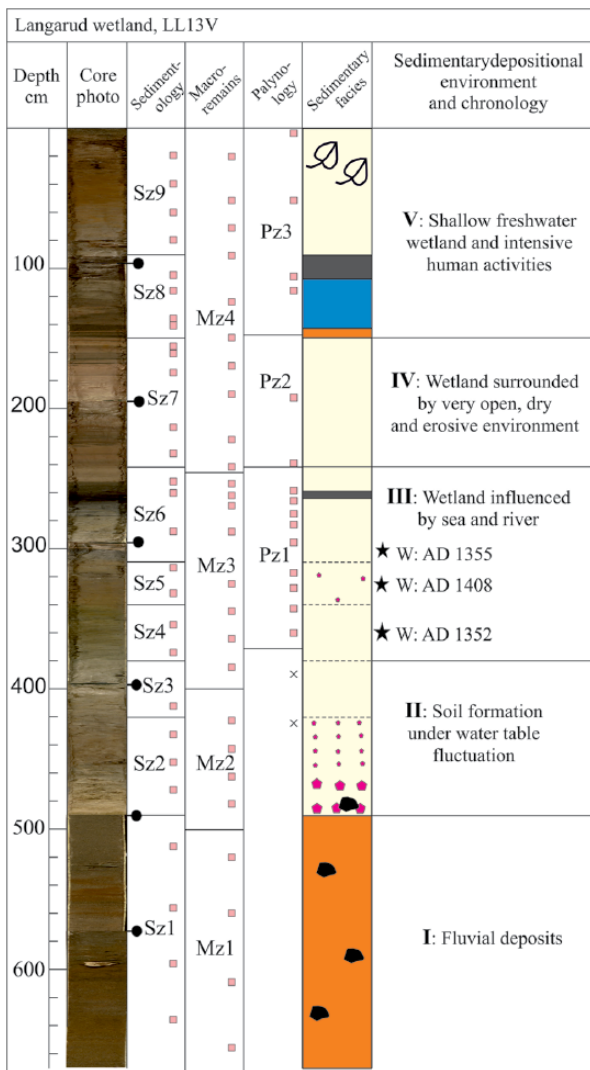 Langarud wetland, LL13V
Depth
cm
Core
photo
Sediment-
ology
Macro-
remains
Palyno-
logy
Sedimentary
facies
Sedimentarydepositional
environment
and chronology
100
200
300
400
500
600
Sz9
Sz8
Sz7
Sz6
Sz5
Sz4
Sz3
Sz2
Sz1
Mz4
Mz3
Mz2
Mz1
Pz3
Pz2
Pz1
V: Shallow freshwater
wetland and intensive
human activities
IV: Wetland surrounded
by very open, dry
and erosive environment
III: Wetland influenced
by sea and river
W: AD 1355
W: AD 1408
W: AD 1352
II: Soil formation
under water table
fluctuation
I: Fluvial deposits